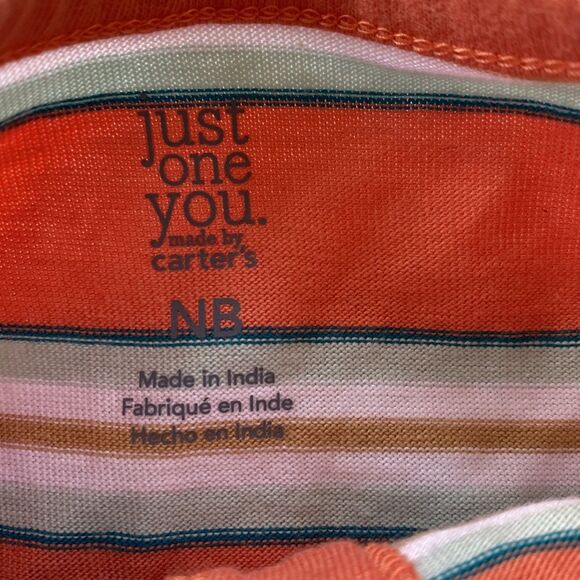 just
one
you.
made by
carter's
NB
Made in India
Fabriqué en Inde
Hecho en India